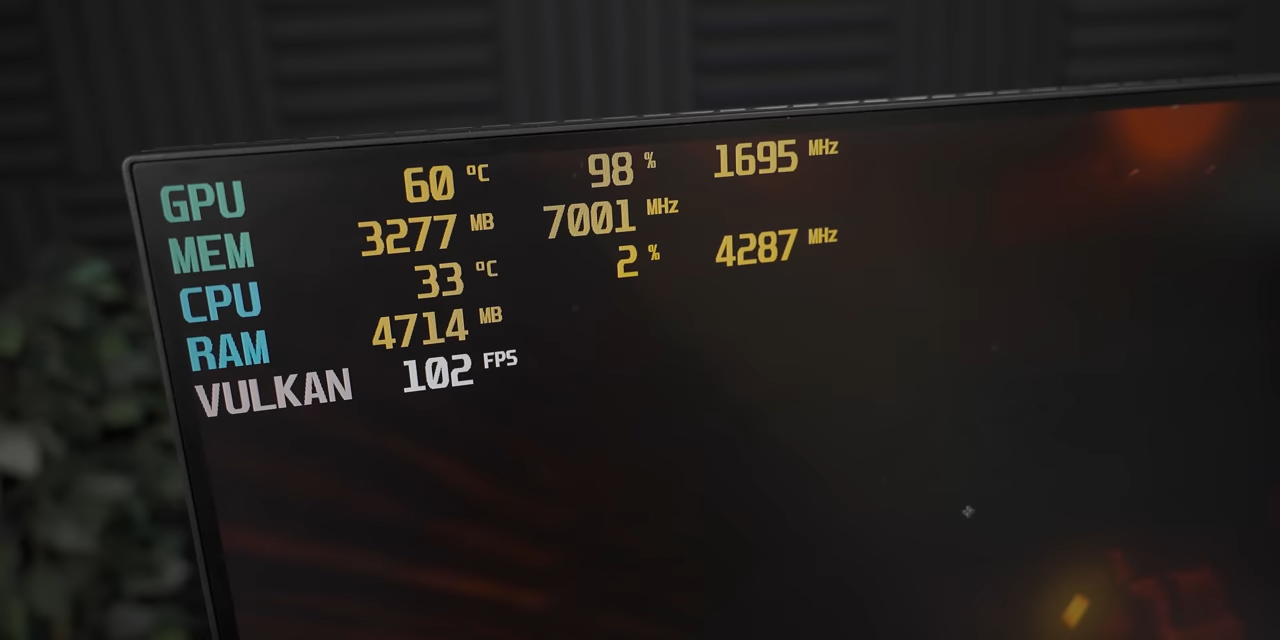 GPU 60 °C 98 % 1695 MHz
MEM 3277 MB 7001 MHz
CPU 33 °C 2 % 4287 MHz
RAM 4714 MB
VULKAN 102 FPS